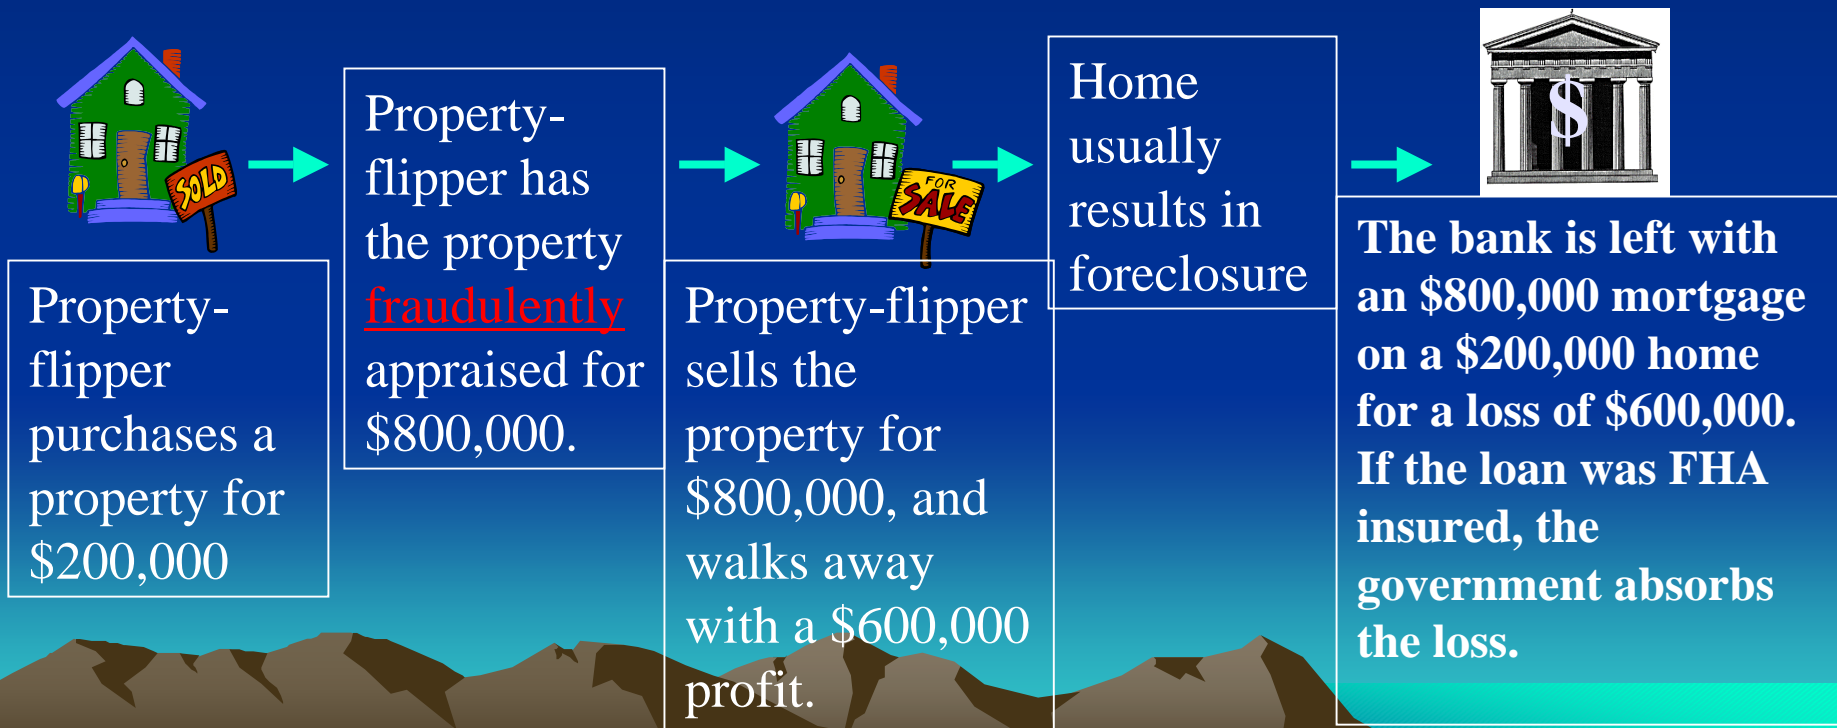 SOLD
Property-
flipper
purchases a
property for
$200,000
Property-
flipper has
the property
fraudulently
appraised for
$800,000.
FOR
SALE
Property-flipper
sells the
property for
$800,000, and
walks away
with a $600,000
profit.
Home
usually
results in
foreclosure
$
The bank is left with
an $800,000 mortgage
on a $200,000 home
for a loss of $600,000.
If the loan was FHA
insured, the
government absorbs
the loss.